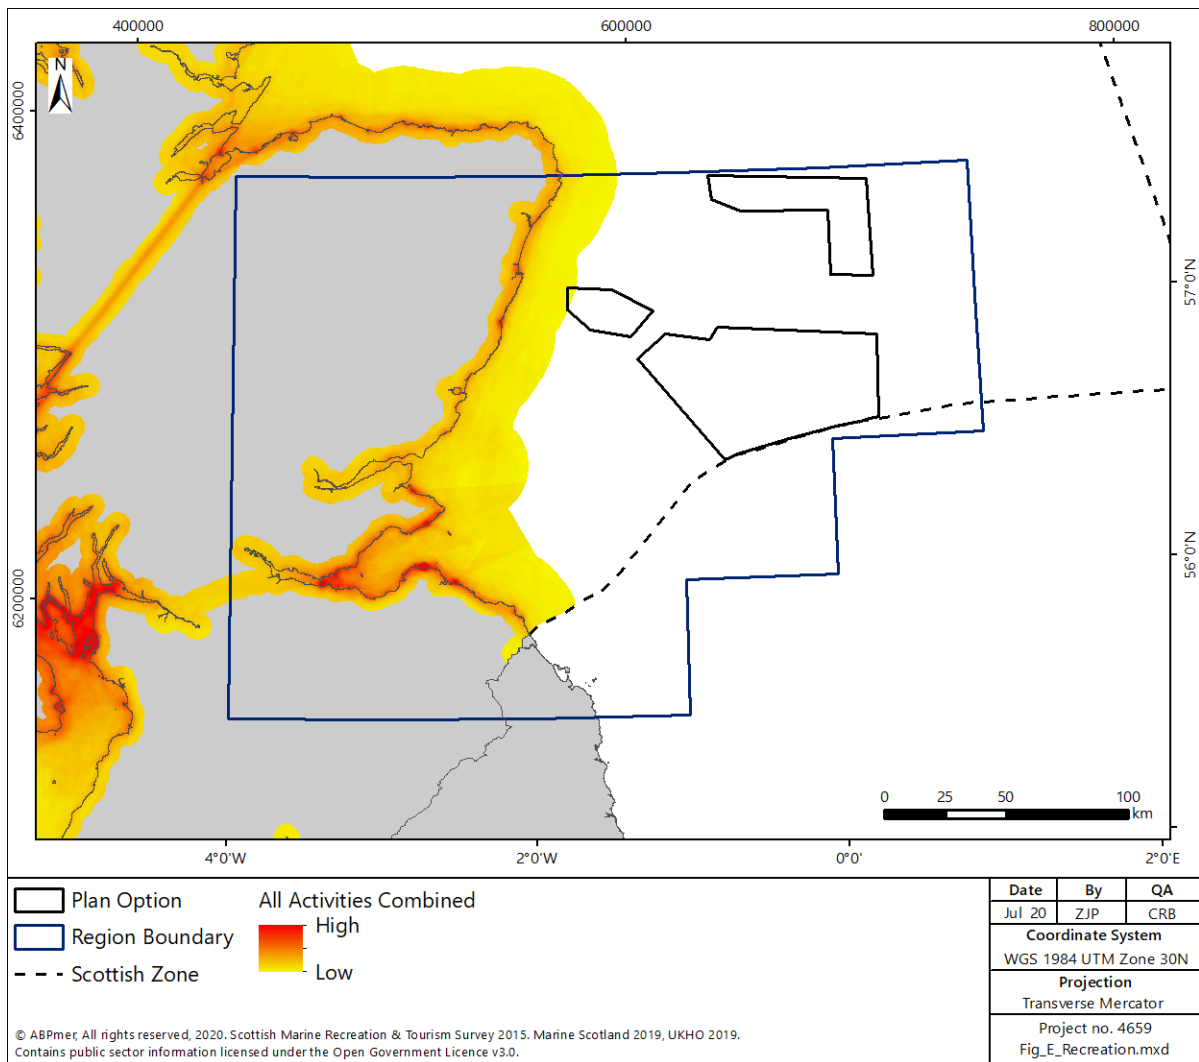 400000
600000
800000
N
6400000
6200000
57°0'N
56°0'N
0
25
50
100
km
4°0'W
2°0'W
0°0'
2°0'E
Plan Option
Region Boundary
Scottish Zone
All Activities Combined
High
Low
Date By QA
Jul 20 ZJP CRB
Coordinate System
WGS 1984 UTM Zone 30N
Projection
Transverse Mercator
Project no. 4659
Fig_E_Recreation.mxd
© ABPmer, All rights reserved, 2020. Scottish Marine Recreation & Tourism Survey 2015. Marine Scotland 2019, UKHO 2019.
Contains public sector information licensed under the Open Government Licence v3.0.